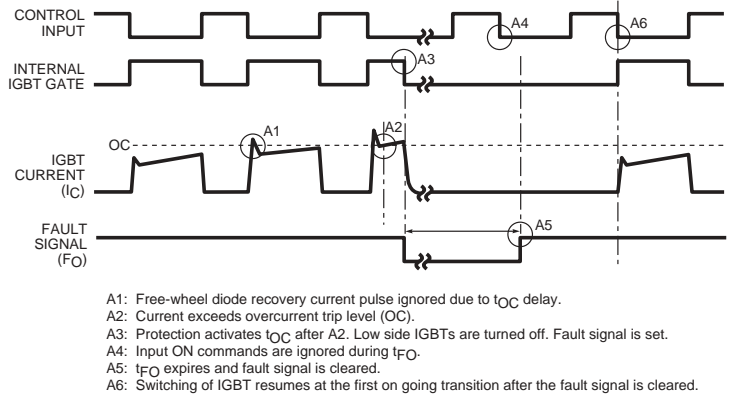 CONTROL
INPUT
A4
A6
INTERNAL
IGBT GATE
A3
A1
A2
OC
IGBT
CURRENT
(IC)
FAULT
SIGNAL
(FO)
A5
A1: Free-wheel diode recovery current pulse ignored due to tOC delay.
A2: Current exceeds overcurrent trip level (OC).
A3: Protection activates tOC after A2. Low side IGBTs are turned off. Fault signal is set.
A4: Input ON commands are ignored during tFO.
A5: tFO expires and fault signal is cleared.
A6: Switching of IGBT resumes at the first on going transition after the fault signal is cleared.